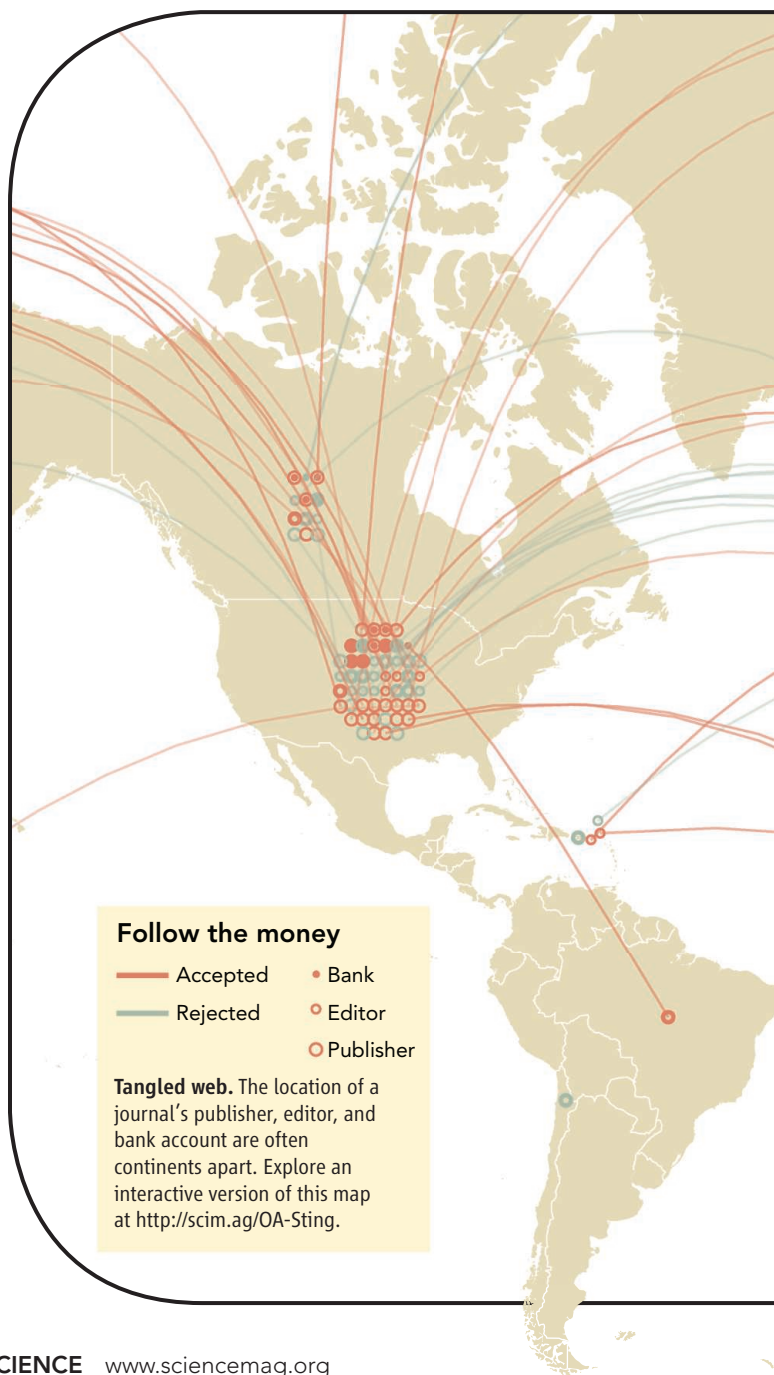 Follow the money
Accepted
Bank
Rejected
Editor
Publisher
Tangled web. The location of a
journal's publisher, editor, and
bank account are often
continents apart. Explore an
interactive version of this map
at http://scim.ag/OA-Sting.
CIENCE www.sciencemag.org